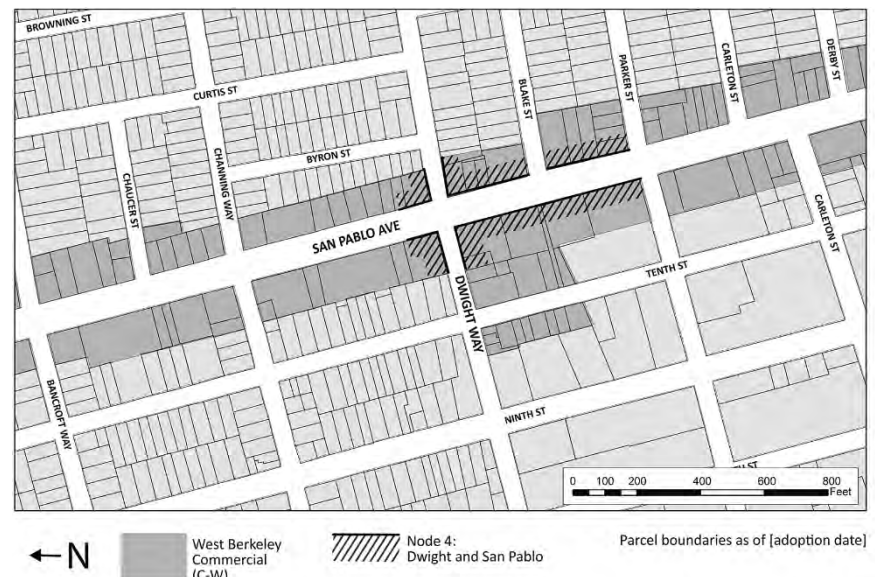 BROWNING ST
CURTIS ST
BYRON ST
CHAUCER ST
CHANNING WAY
BLAKE ST
PARKER ST
CARLETON ST
DERBY ST
SAN PABLO AVE
DWIGHT WAY
TENTH ST
CARLETON ST
BANCROFT WAY
NINTH ST
ST
0 100 200 400 600 800
Feet
N
West Berkeley
Commercial
(C-W)
Node 4:
Dwight and San Pablo
Parcel boundaries as of [adoption date]